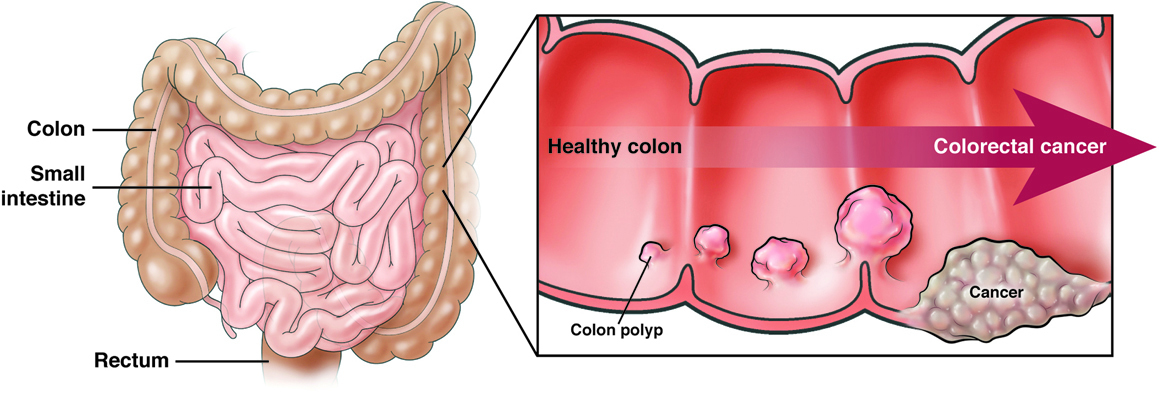 Colon
Small
intestine
Rectum
Healthy colon
Colorectal cancer
Colon polyp
Cancer